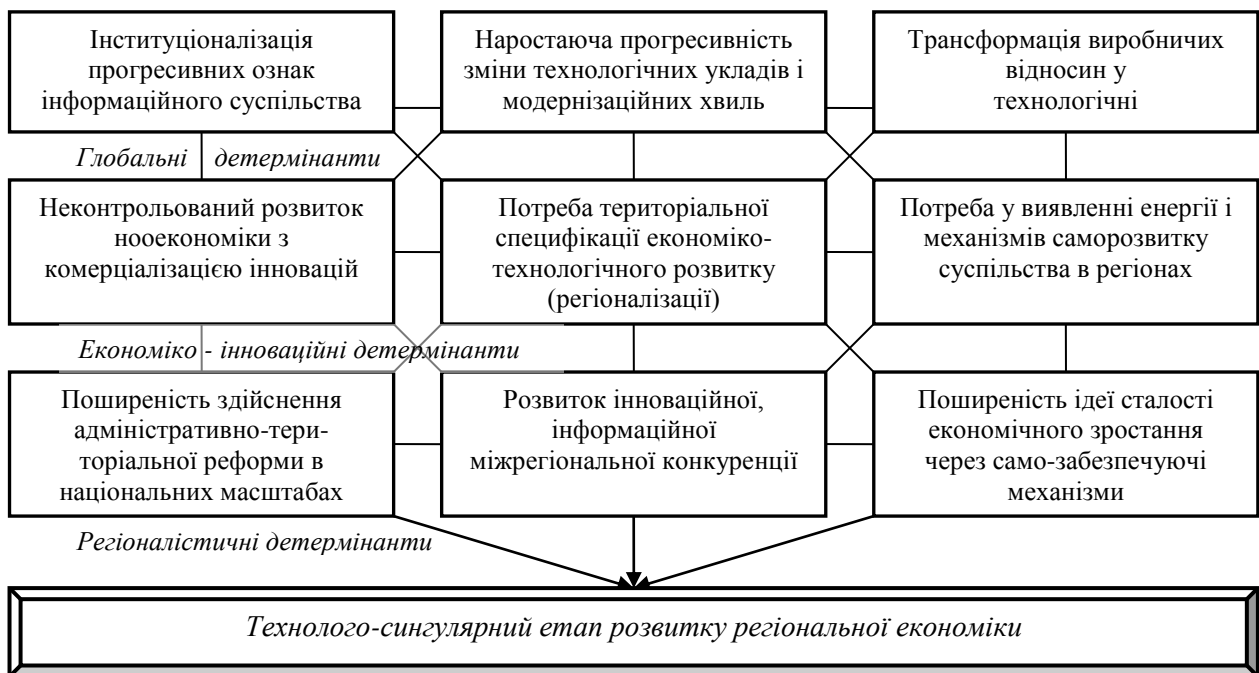 Інституціоналізація
прогресивних ознак
інформаційного суспільства
Наростаюча прогресивність
зміни технологічних укладів і
модернізаційних хвиль
Трансформація виробничих
відносин у
технологічні
Глобальні детермінанти
Неконтрольований розвиток
нооекономіки з
комерціалізацією інновацій
Потреба територіальної
специфікації економіко-
технологічного розвитку
(регіоналізації)
Потреба у виявленні енергії і
механізмів саморозвитку
суспільства в регіонах
Економіко - інноваційні детермінанти
Поширеність здійснення
адміністративно-тери-
торіальної реформи в
національних масштабах
Розвиток інноваційної,
інформаційної
міжрегіональної конкуренції
Поширеність ідеї сталості
економічного зростання
через само-забезпечуючі
механізми
Регіоналістичні детермінанти
Технолого-сингулярний етап розвитку регіональної економіки